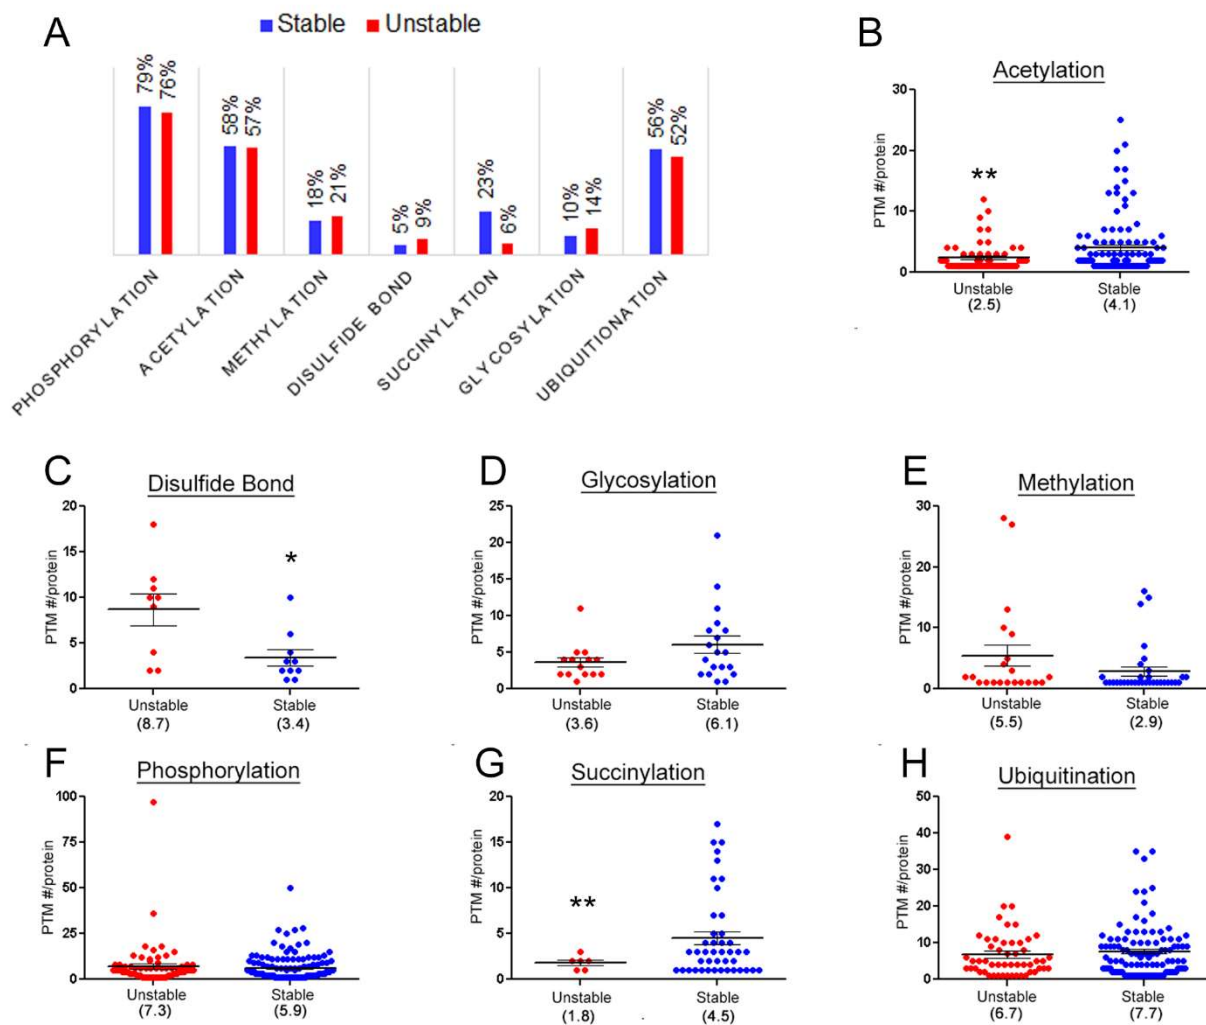 A
Stable Unstable
79% 76% 58% 57% 18% 21% 5% 9% 23% 6% 10% 14% 56% 52%
PHOSPHORYLATION
ACETYLATION
METHYLATION
DISULFIDE BOND
SUCCINYLATION
GLYCOSYLATION
UBIQUITIONATION
B
Acetylation
PTM #/protein
30
20
10
0
**
Unstable Stable
(2.5) (4.1)
C
Disulfide Bond
PTM #/protein
20
15
10
5
0
*
Unstable Stable
(8.7) (3.4)
D
Glycosylation
PTM #/protein
25
20
15
10
5
0
Unstable Stable
(3.6) (6.1)
E
Methylation
PTM #/protein
30
20
10
0
Unstable Stable
(5.5) (2.9)
F
Phosphorylation
PTM #/protein
100
75
50
25
0
Unstable Stable
(7.3) (5.9)
G
Succinylation
PTM #/protein
20
15
10
5
0
**
Unstable Stable
(1.8) (4.5)
H
Ubiquitination
PTM #/protein
50
40
30
20
10
0
Unstable Stable
(6.7) (7.7)